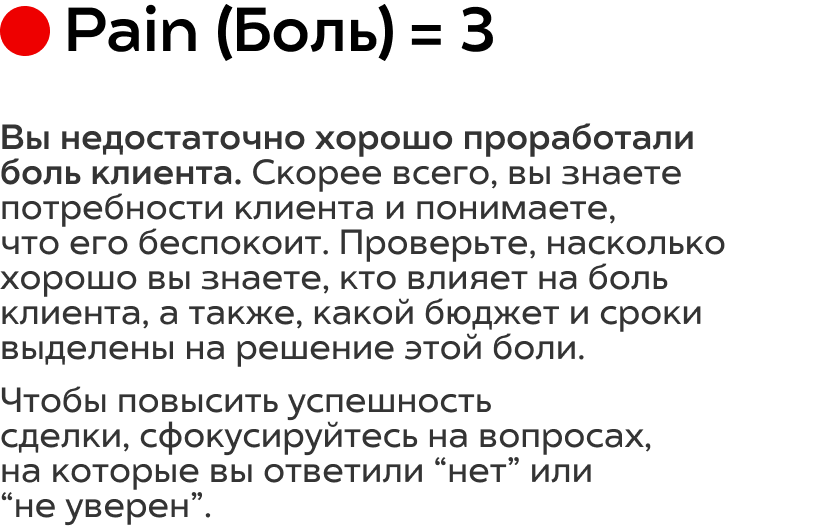 Pain (Боль) = 3
Вы недостаточно хорошо проработали
боль клиента. Скорее всего, вы знаете
потребности клиента и понимаете,
что его беспокоит. Проверьте, насколько
хорошо вы знаете, кто влияет на боль
клиента, а также, какой бюджет и сроки
выделены на решение этой боли.
Чтобы повысить успешность
сделки, сфокусируйтесь на вопросах,
на которые вы ответили “нет” или
“не уверен”.